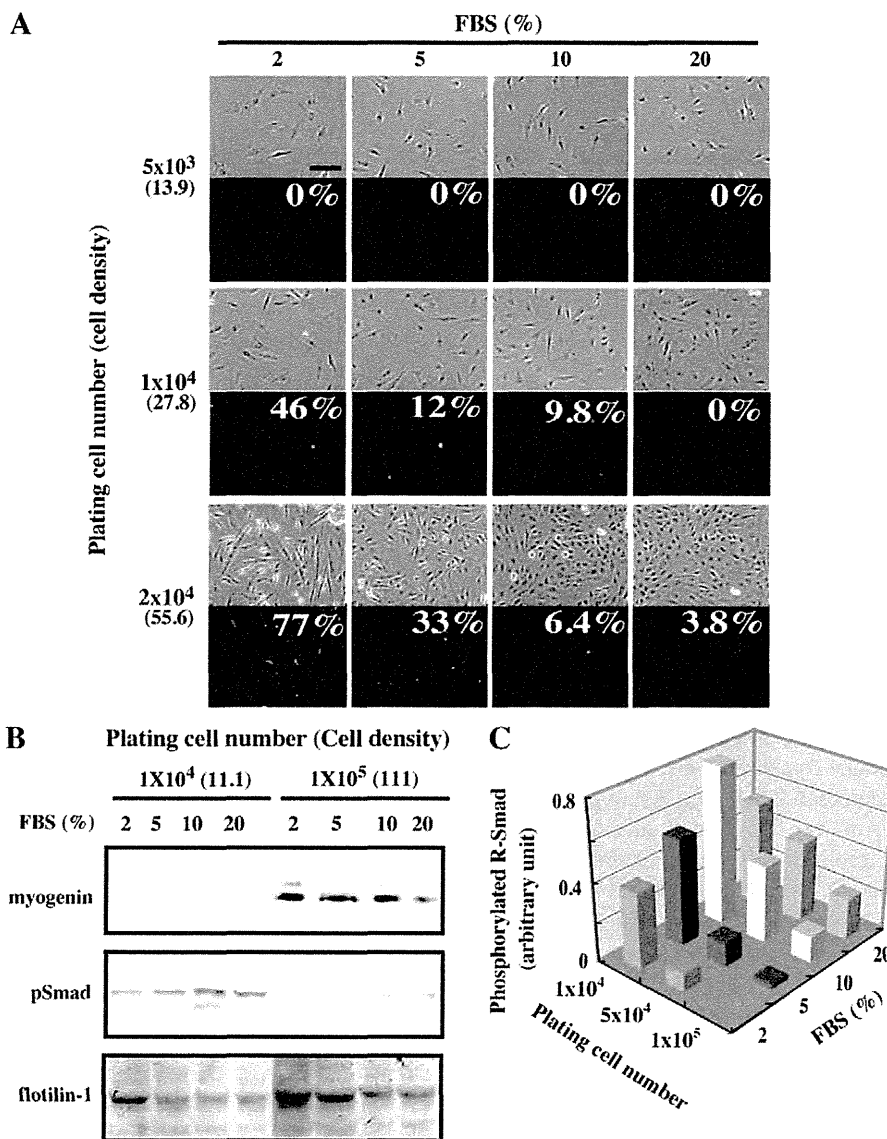 A
FBS (%)
2 5 10 20
Plating cell number (cell density)
5x10³
(13.9)
0% 0% 0% 0%
1x10⁴
(27.8)
46% 12% 9.8% 0%
2x10⁴
(55.6)
77% 33% 6.4% 3.8%
B
Plating cell number (Cell density)
1X10⁴ (11.1) 1X10⁵ (111)
FBS (%) 2 5 10 20 2 5 10 20
myogenin
pSmad
flotilin-1
C
Phosphorylated R-Smad
(arbitrary unit)
0.8
0.4
0
1x10⁴
5x10⁴
1x10⁵
Plating cell number
2
5
10
20
FBS (%)